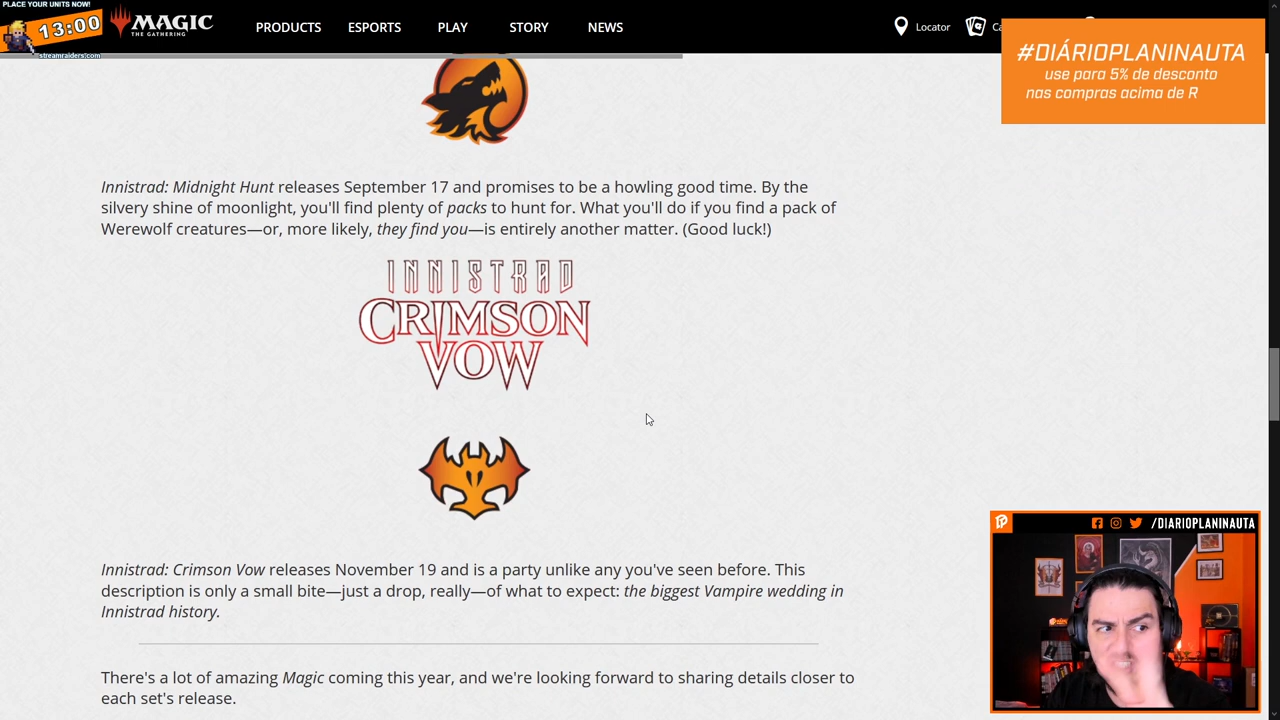 PLACE YOUR UNITS NOW!
13:00
streamraiders.com
MAGIC
THE GATHERING
PRODUCTS ESPORTS PLAY STORY NEWS
Locator
#DIÁRIOPLANINAUTA
use para 5% de desconto
nas compras acima de R
Innistrad: Midnight Hunt releases September 17 and promises to be a howling good time. By the
silvery shine of moonlight, you'll find plenty of packs to hunt for. What you'll do if you find a pack of
Werewolf creatures—or, more likely, they find you—is entirely another matter. (Good luck!)
INNISTRAD
CRIMSON
VOW
Innistrad: Crimson Vow releases November 19 and is a party unlike any you've seen before. This
description is only a small bite—just a drop, really—of what to expect: the biggest Vampire wedding in
Innistrad history.
There's a lot of amazing Magic coming this year, and we're looking forward to sharing details closer to
each set's release.
/DIARIOPLANINAUTA